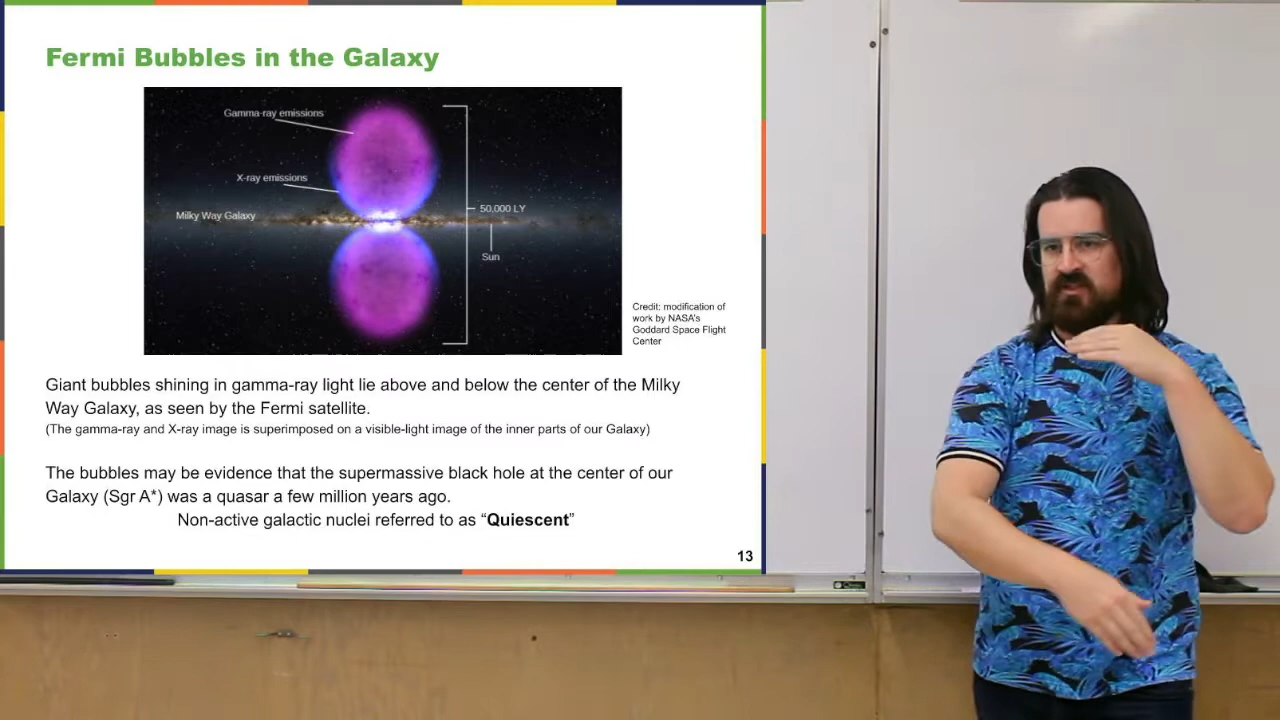 Fermi Bubbles in the Galaxy
Gamma-ray emissions
X-ray emissions
Milky Way Galaxy
50,000 LY
Sun
Credit: modification of
work by NASA's
Goddard Space Flight
Center
Giant bubbles shining in gamma-ray light lie above and below the center of the Milky
Way Galaxy, as seen by the Fermi satellite.
(The gamma-ray and X-ray image is superimposed on a visible-light image of the inner parts of our Galaxy)
The bubbles may be evidence that the supermassive black hole at the center of our
Galaxy (Sgr A*) was a quasar a few million years ago.
Non-active galactic nuclei referred to as “Quiescent”
13